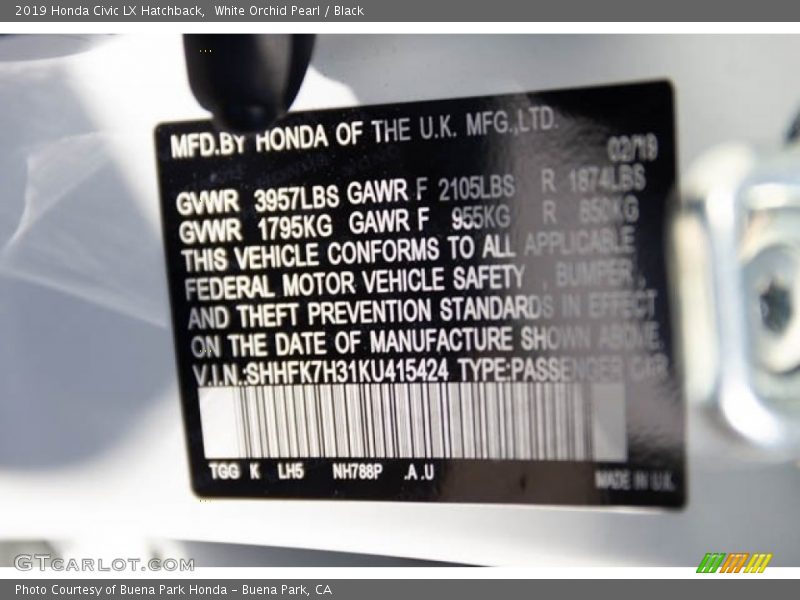 2019 Honda Civic LX Hatchback,  White Orchid Pearl / Black
MFD.BY HONDA OF THE U.K. MFG.,LTD.
02/19
GVWR 3957LBS GAWR F 2105LBS R 1874LBS
GVWR 1795KG GAWR F 955KG R 850KG
THIS VEHICLE CONFORMS TO ALL APPLICABLE
FEDERAL MOTOR VEHICLE SAFETY , BUMPER ,
AND THEFT PREVENTION STANDARDS IN EFFECT
ON THE DATE OF MANUFACTURE SHOWN ABOVE.
V.I.N.:SHHFK7H31KU415424 TYPE:PASSENGER CAR
TGG K LH5 NH788P .A .U
MADE IN U.K.
GTCARLOT.COM
Photo Courtesy of Buena Park Honda - Buena Park, CA